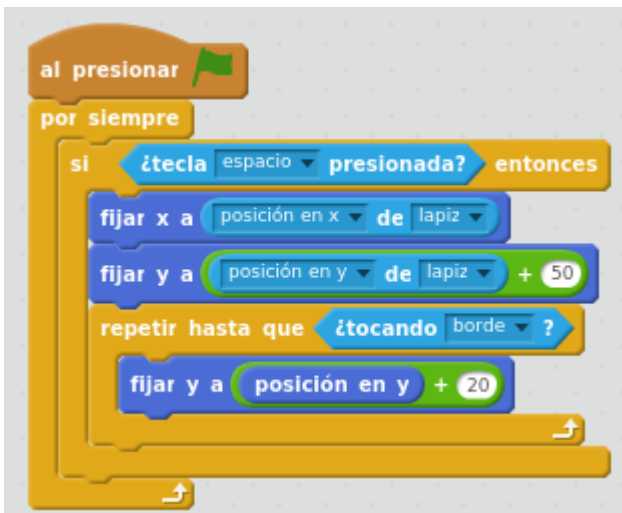 al presionar
por siempre
si ¿tecla espacio presionada? entonces
fijar x a posición en x de lapiz
fijar y a posición en y de lapiz + 50
repetir hasta que ¿tocando borde ?
fijar y a posición en y + 20